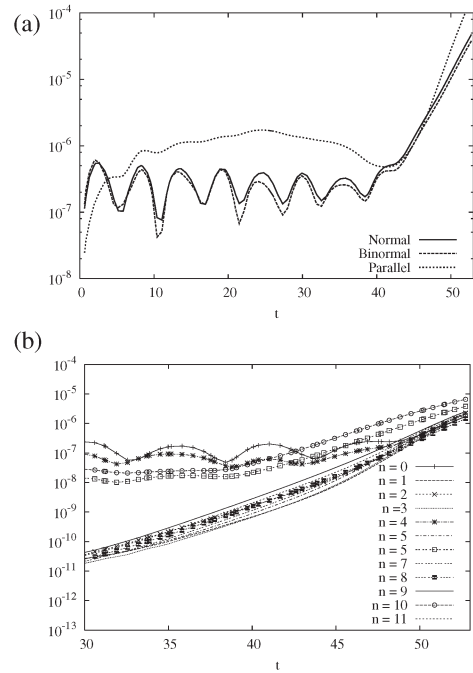 (a)
10-4
10-5
10-6
10-7
10-8
0 10 20 30 40 50
t
Normal
Binormal
Parallel
(b)
10-4
10-5
10-6
10-7
10-8
10-9
10-10
10-11
10-12
10-13
30 35 40 45 50
t
n = 0
n = 1
n = 2
n =3
n = 4
n = 5
n = 5
n = 7
n = 8
n = 9
n = 10
n = 11